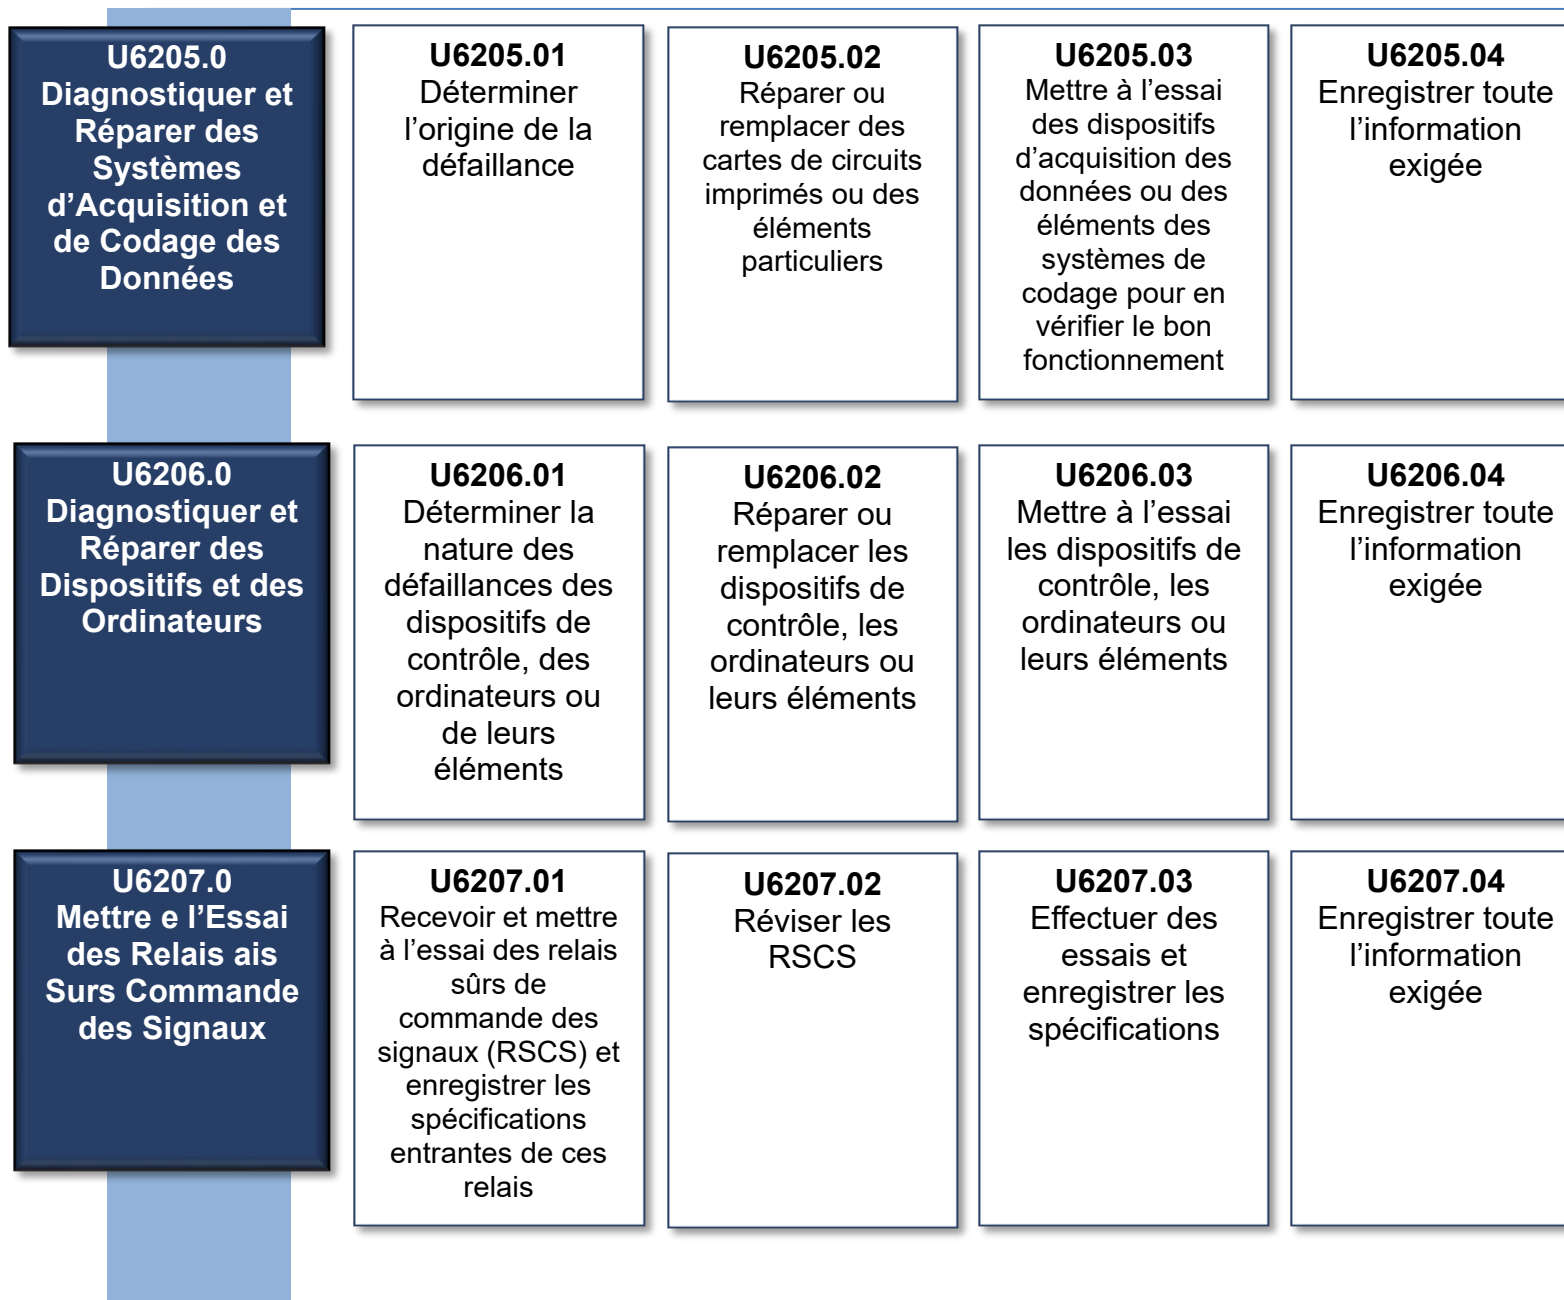 U6205.0
Diagnostiquer et
Réparer des
Systèmes
d’Acquisition et
de Codage des
Données
U6205.01
Déterminer
l’origine de la
défaillance
U6205.02
Réparer ou
remplacer des
cartes de circuits
imprimés ou des
éléments
particuliers
U6205.03
Mettre à l’essai
des dispositifs
d’acquisition des
données ou des
éléments des
systèmes de
codage pour en
vérifier le bon
fonctionnement
U6205.04
Enregistrer toute
l’information
exigée
U6206.0
Diagnostiquer et
Réparer des
Dispositifs et des
Ordinateurs
U6206.01
Déterminer la
nature des
défaillances des
dispositifs de
contrôle, des
ordinateurs ou
de leurs
éléments
U6206.02
Réparer ou
remplacer les
dispositifs de
contrôle, les
ordinateurs ou
leurs éléments
U6206.03
Mettre à l’essai
les dispositifs de
contrôle, les
ordinateurs ou
leurs éléments
U6206.04
Enregistrer toute
l’information
exigée
U6207.0
Mettre e l’Essai
des Relais ais
Surs Commande
des Signaux
U6207.01
Recevoir et mettre
à l’essai des relais
sûrs de
commande des
signaux (RSCS) et
enregistrer les
spécifications
entrantes de ces
relais
U6207.02
Réviser les
RSCS
U6207.03
Effectuer des
essais et
enregistrer les
spécifications
U6207.04
Enregistrer toute
l’information
exigée